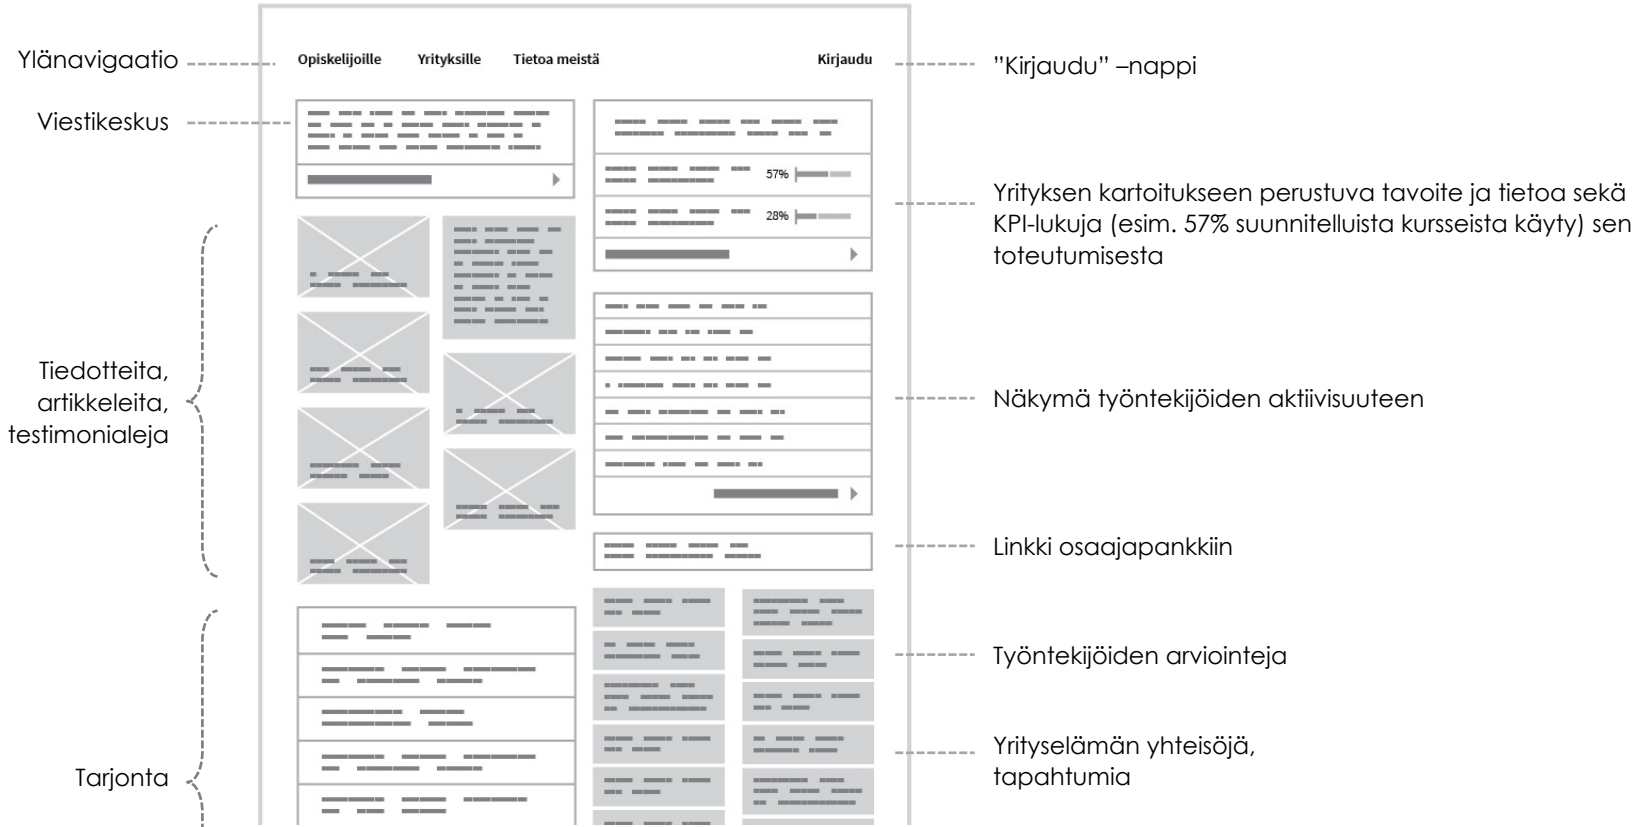 Ylänavigaatio
Viestikeskus
Tiedotteita,
artikkeleita,
testimonialeja
Tarjonta
Opiskelijoille Yrityksille Tietoa meistä Kirjaudu
57%
28%
”Kirjaudu” –nappi
Yrityksen kartoitukseen perustuva tavoite ja tietoa sekä
KPI-lukuja (esim. 57% suunnitelluista kursseista käyty) sen
toteutumisesta
Näkymä työntekijöiden aktiivisuuteen
Linkki osaajapankkiin
Työntekijöiden arviointeja
Yrityselämän yhteisöjä,
tapahtumia